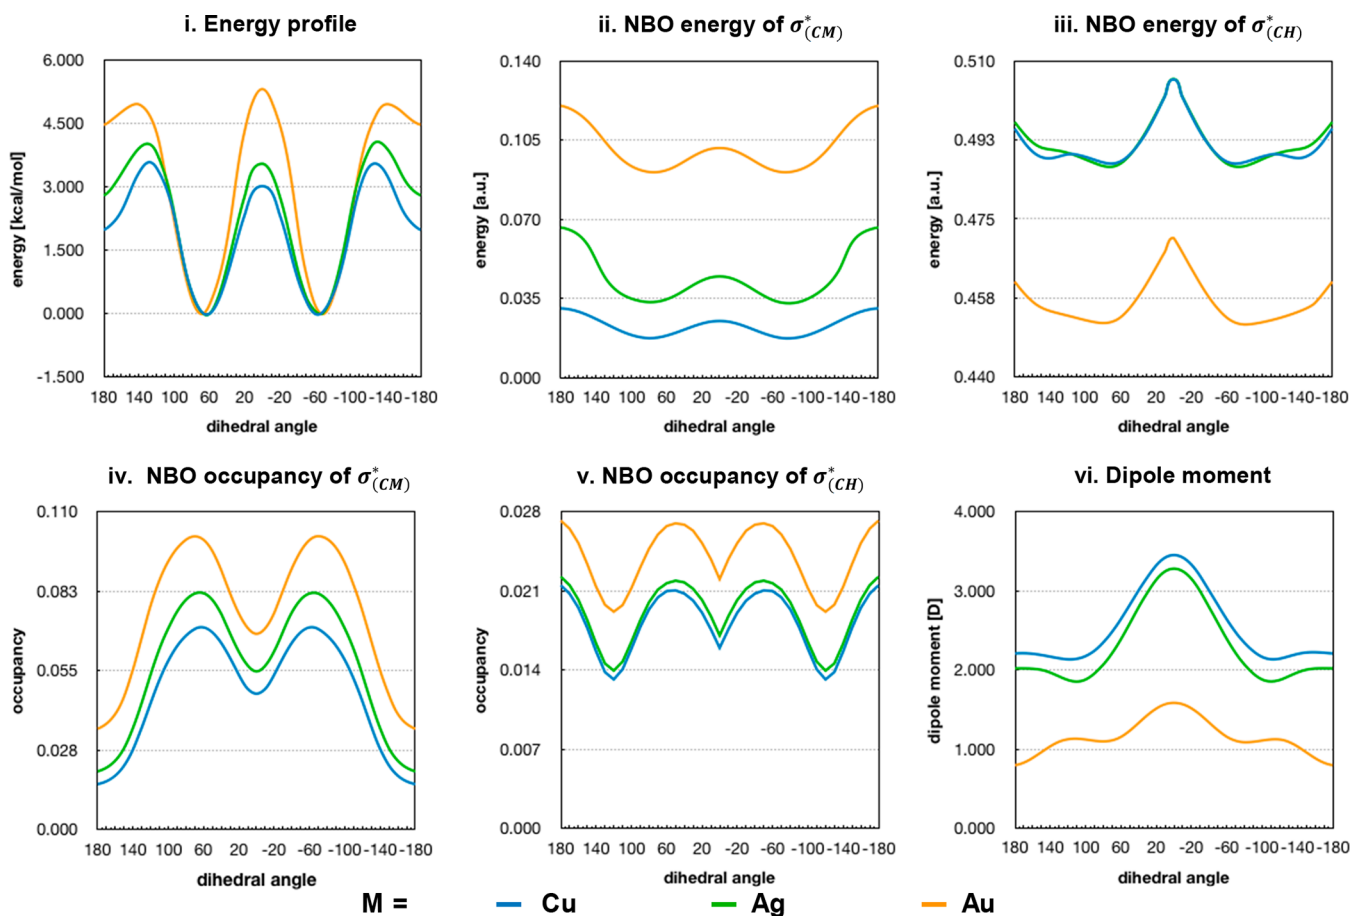 i. Energy profile
6.000
4.500
3.000
1.500
0.000
-1.500
energy [kcal/mol]
180 140 100 60 20 -20 -60 -100 -140 -180
dihedral angle
ii. NBO energy of σ*(CM)
0.140
0.105
0.070
0.035
0.000
energy [a.u.]
180 140 100 60 20 -20 -60 -100 -140 -180
dihedral angle
iii. NBO energy of σ*(CH)
0.510
0.493
0.475
0.458
0.440
energy [a.u.]
180 140 100 60 20 -20 -60 -100 -140 -180
dihedral angle
iv. NBO occupancy of σ*(CM)
0.110
0.083
0.055
0.028
0.000
occupancy
180 140 100 60 20 -20 -60 -100 -140 -180
dihedral angle
v. NBO occupancy of σ*(CH)
0.028
0.021
0.014
0.007
0.000
occupancy
180 140 100 60 20 -20 -60 -100 -140 -180
dihedral angle
vi. Dipole moment
4.000
3.000
2.000
1.000
0.000
dipole moment [D]
180 140 100 60 20 -20 -60 -100 -140 -180
dihedral angle
M = Cu Ag Au